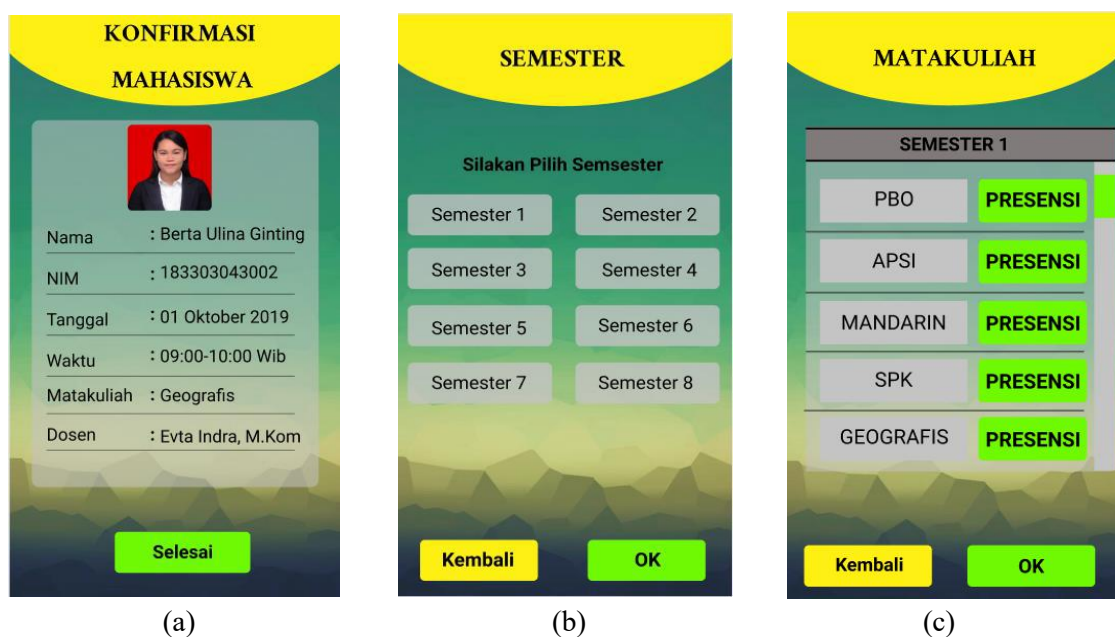 KONFIRMASI
MAHASISWA
Nama : Berta Ulina Ginting
NIM : 183303043002
Tanggal : 01 Oktober 2019
Waktu : 09:00-10:00 Wib
Matakuliah : Geografis
Dosen : Evta Indra, M.Kom
Selesai
(a)
SEMESTER
Silakan Pilih Semsester
Semester 1 Semester 2
Semester 3 Semester 4
Semester 5 Semester 6
Semester 7 Semester 8
Kembali OK
(b)
MATAKULIAH
SEMESTER 1
PBO PRESENSI
APSI PRESENSI
MANDARIN PRESENSI
SPK PRESENSI
GEOGRAFIS PRESENSI
Kembali OK
(c)